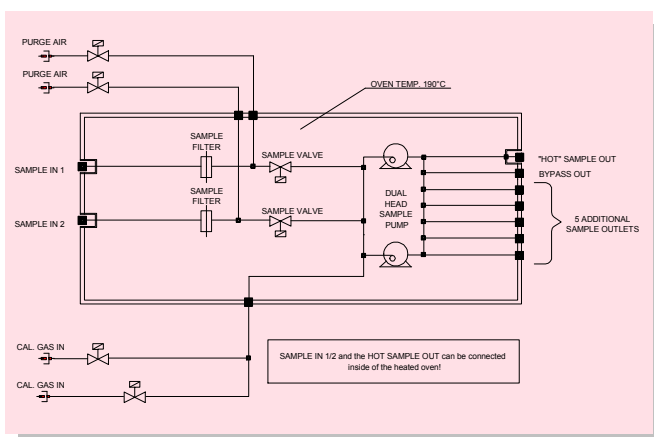 PURGE AIR
PURGE AIR
OVEN TEMP. 190°C
SAMPLE
FILTER
SAMPLE VALVE
SAMPLE IN 1
"HOT" SAMPLE OUT
BYPASS OUT
SAMPLE
FILTER
SAMPLE VALVE
SAMPLE IN 2
DUAL
HEAD
SAMPLE
PUMP
5 ADDITIONAL
SAMPLE OUTLETS
CAL. GAS IN
CAL. GAS IN
SAMPLE IN 1/2 and the HOT SAMPLE OUT can be connected
inside of the heated oven!